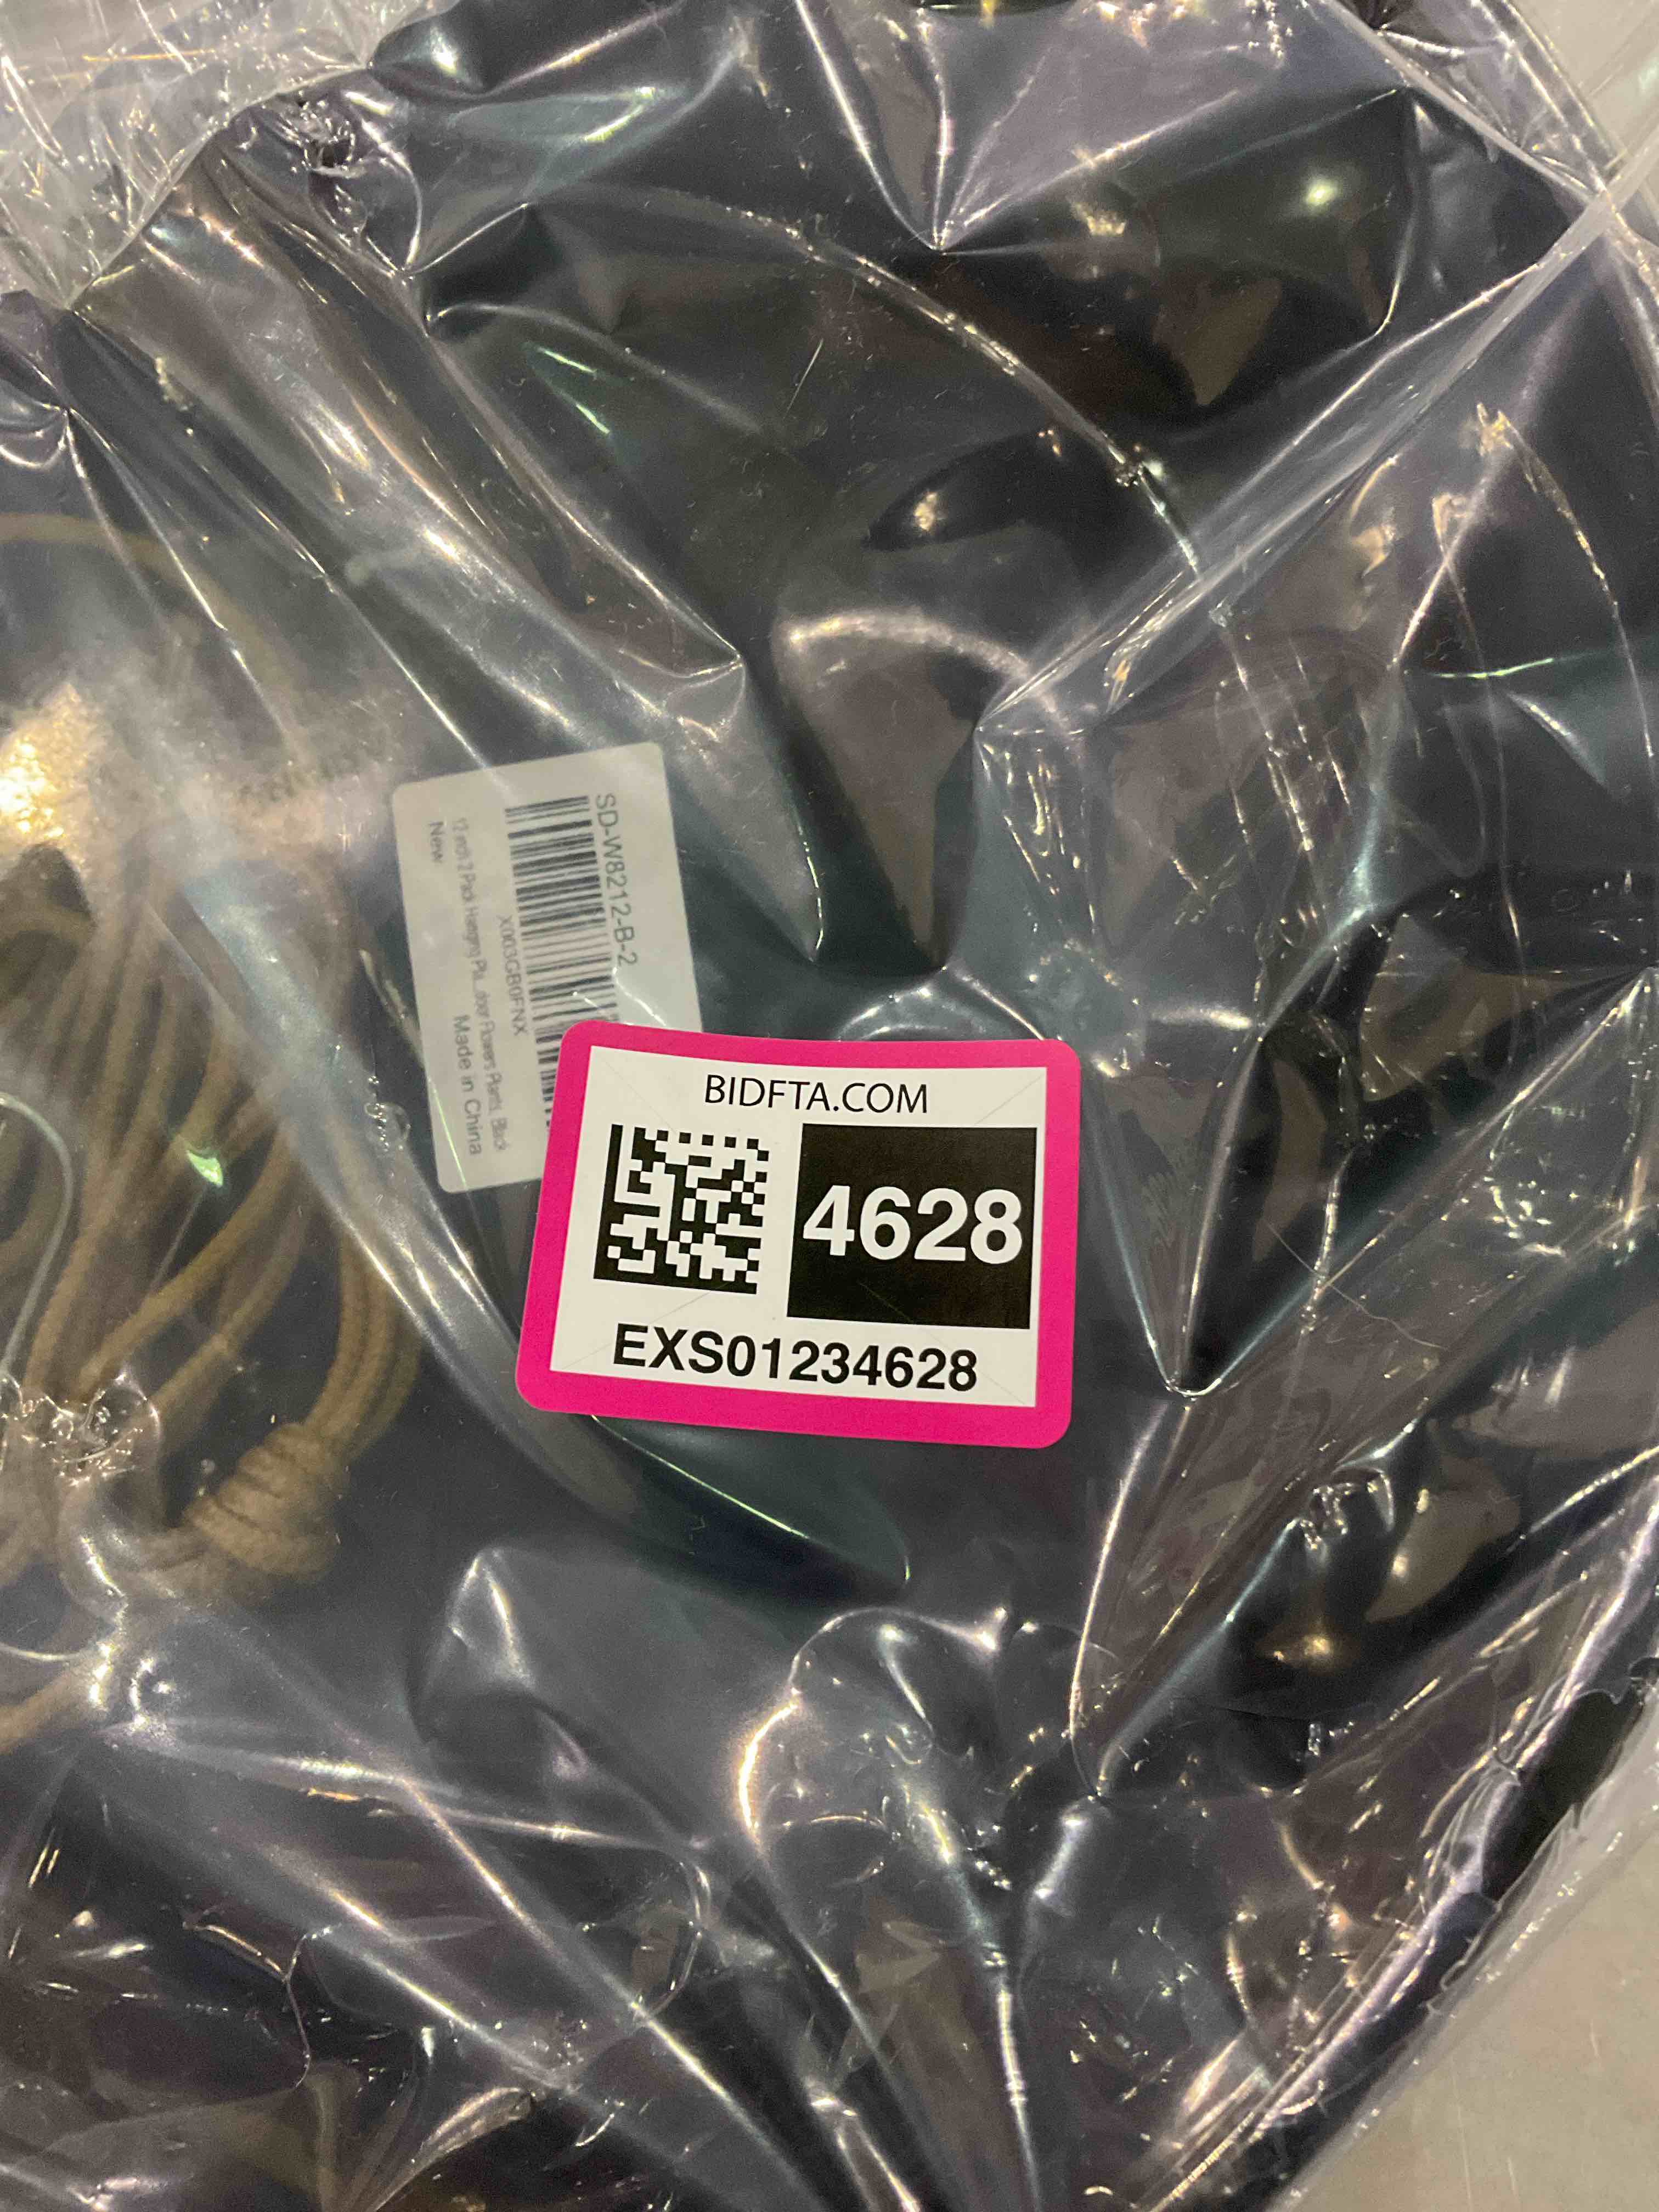 SD-W8212-B-2
X003GB0FNX
12 inch 2 Pack Hanging Pla...door Flowers Plants, Black
New
Made in China
BIDFTA.COM
4628
EXS01234628